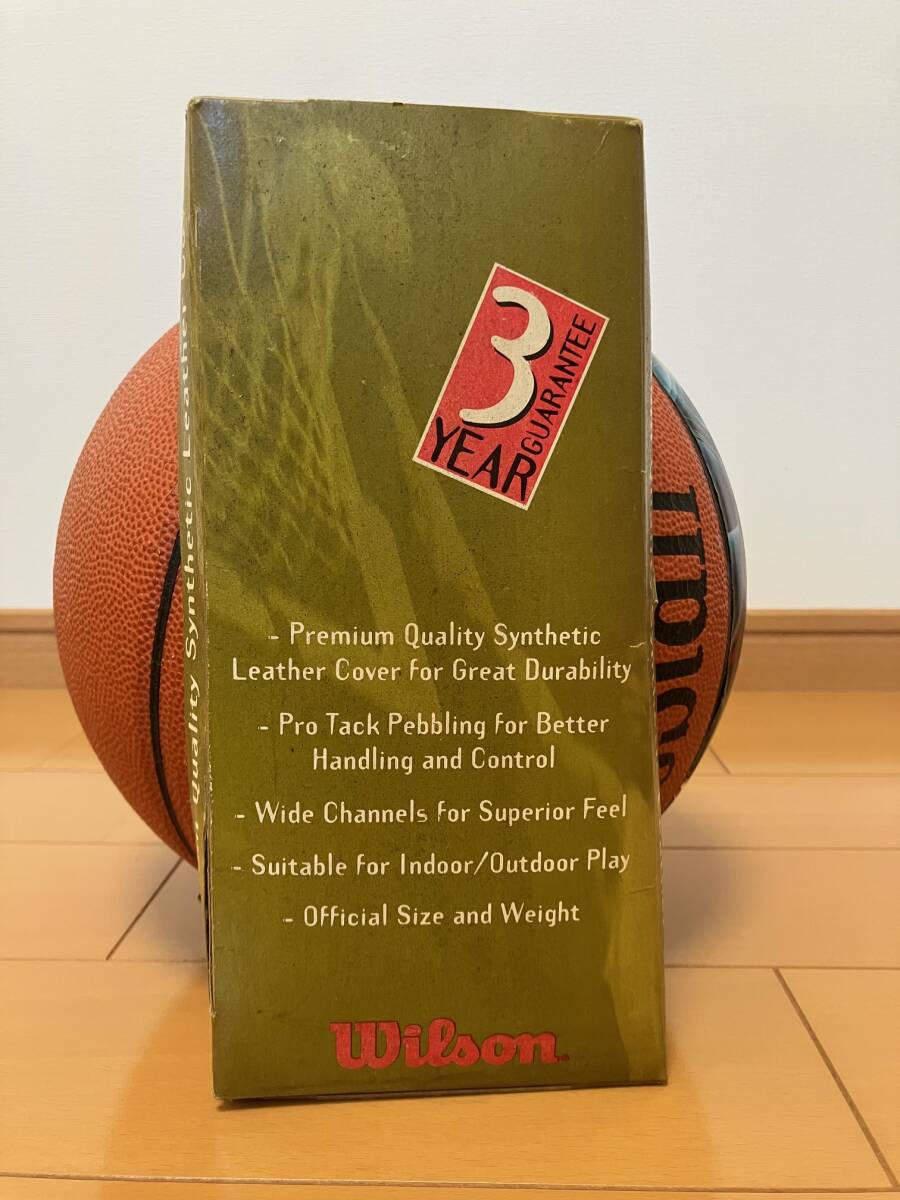 3
YEAR
GUARANTEE
- Premium Quality Synthetic
Leather Cover for Great Durability
- Pro Tack Pebbling for Better
Handling and Control
- Wide Channels for Superior Feel
- Suitable for Indoor/Outdoor Play
- Official Size and Weight
Wilson
Quality Synthetic Leather